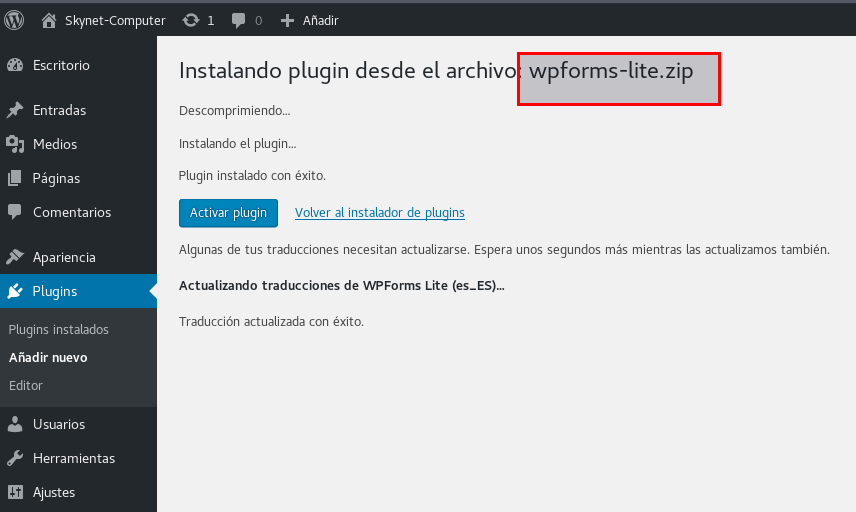 Skynet-Computer 1 0 Añadir
Escritorio
Entradas
Medios
Páginas
Comentarios
Apariencia
Plugins
Plugins instalados
Añadir nuevo
Editor
Usuarios
Herramientas
Ajustes
Instalando plugin desde el archivo: wpforms-lite.zip
Descomprimiendo…
Instalando el plugin…
Plugin instalado con éxito.
Activar plugin Volver al instalador de plugins
Algunas de tus traducciones necesitan actualizarse. Espera unos segundos más mientras las actualizamos también.
Actualizando traducciones de WPForms Lite (es_ES)…
Traducción actualizada con éxito.